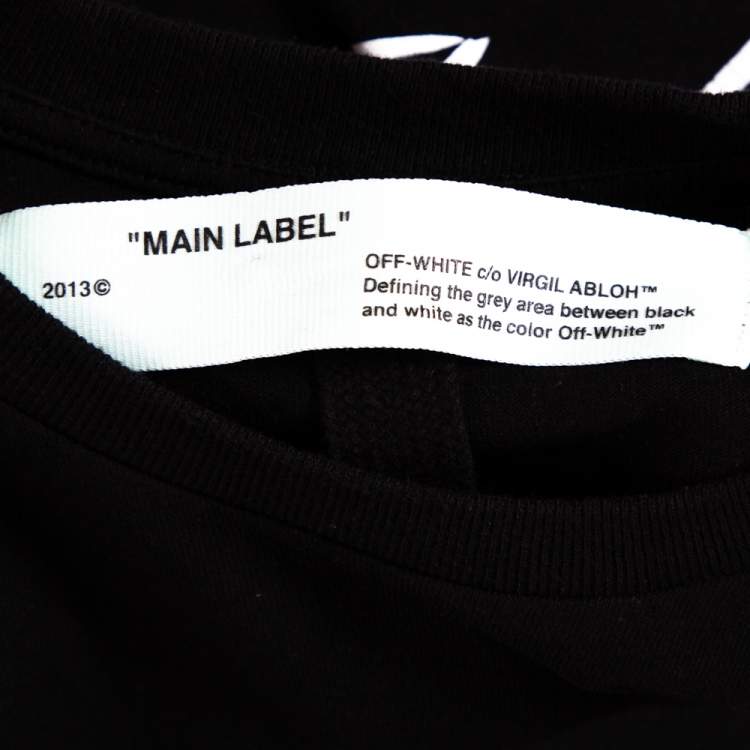 "MAIN LABEL"
2013©
OFF-WHITE c/o VIRGIL ABLOH™
Defining the grey area between black
and white as the color Off-White™